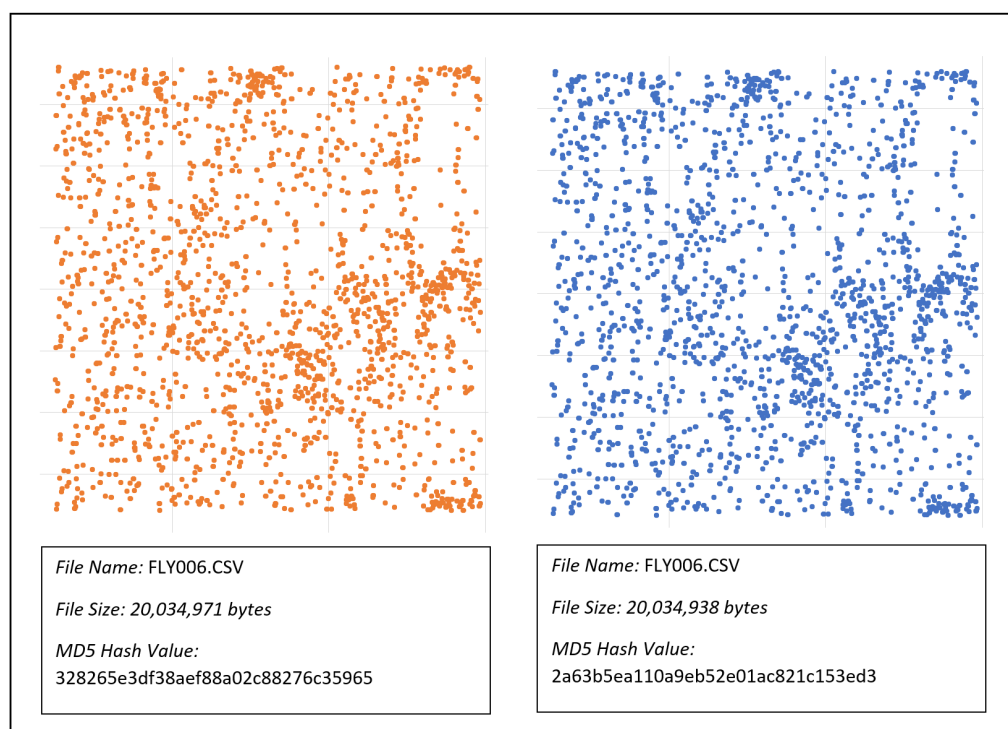 File Name: FLY006.CSV
File Size: 20,034,971 bytes
MD5 Hash Value:
328265e3df38aef88a02c88276c35965
File Name: FLY006.CSV
File Size: 20,034,938 bytes
MD5 Hash Value:
2a63b5ea110a9eb52e01ac821c153ed3